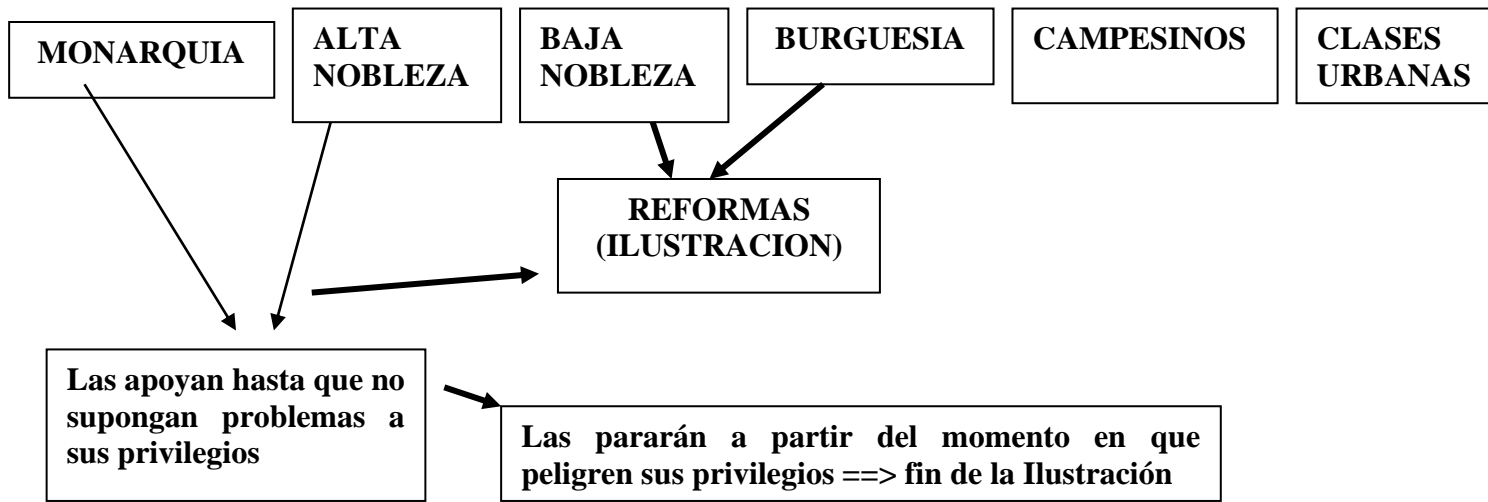 MONARQUIA
ALTA
NOBLEZA
BAJA
NOBLEZA
BURGUESIA
CAMPESINOS
CLASES
URBANAS
REFORMAS
(ILUSTRACION)
Las apoyan hasta que no
supongan problemas a
sus privilegios
Las pararán a partir del momento en que
peligren sus privilegios ==> fin de la Ilustración